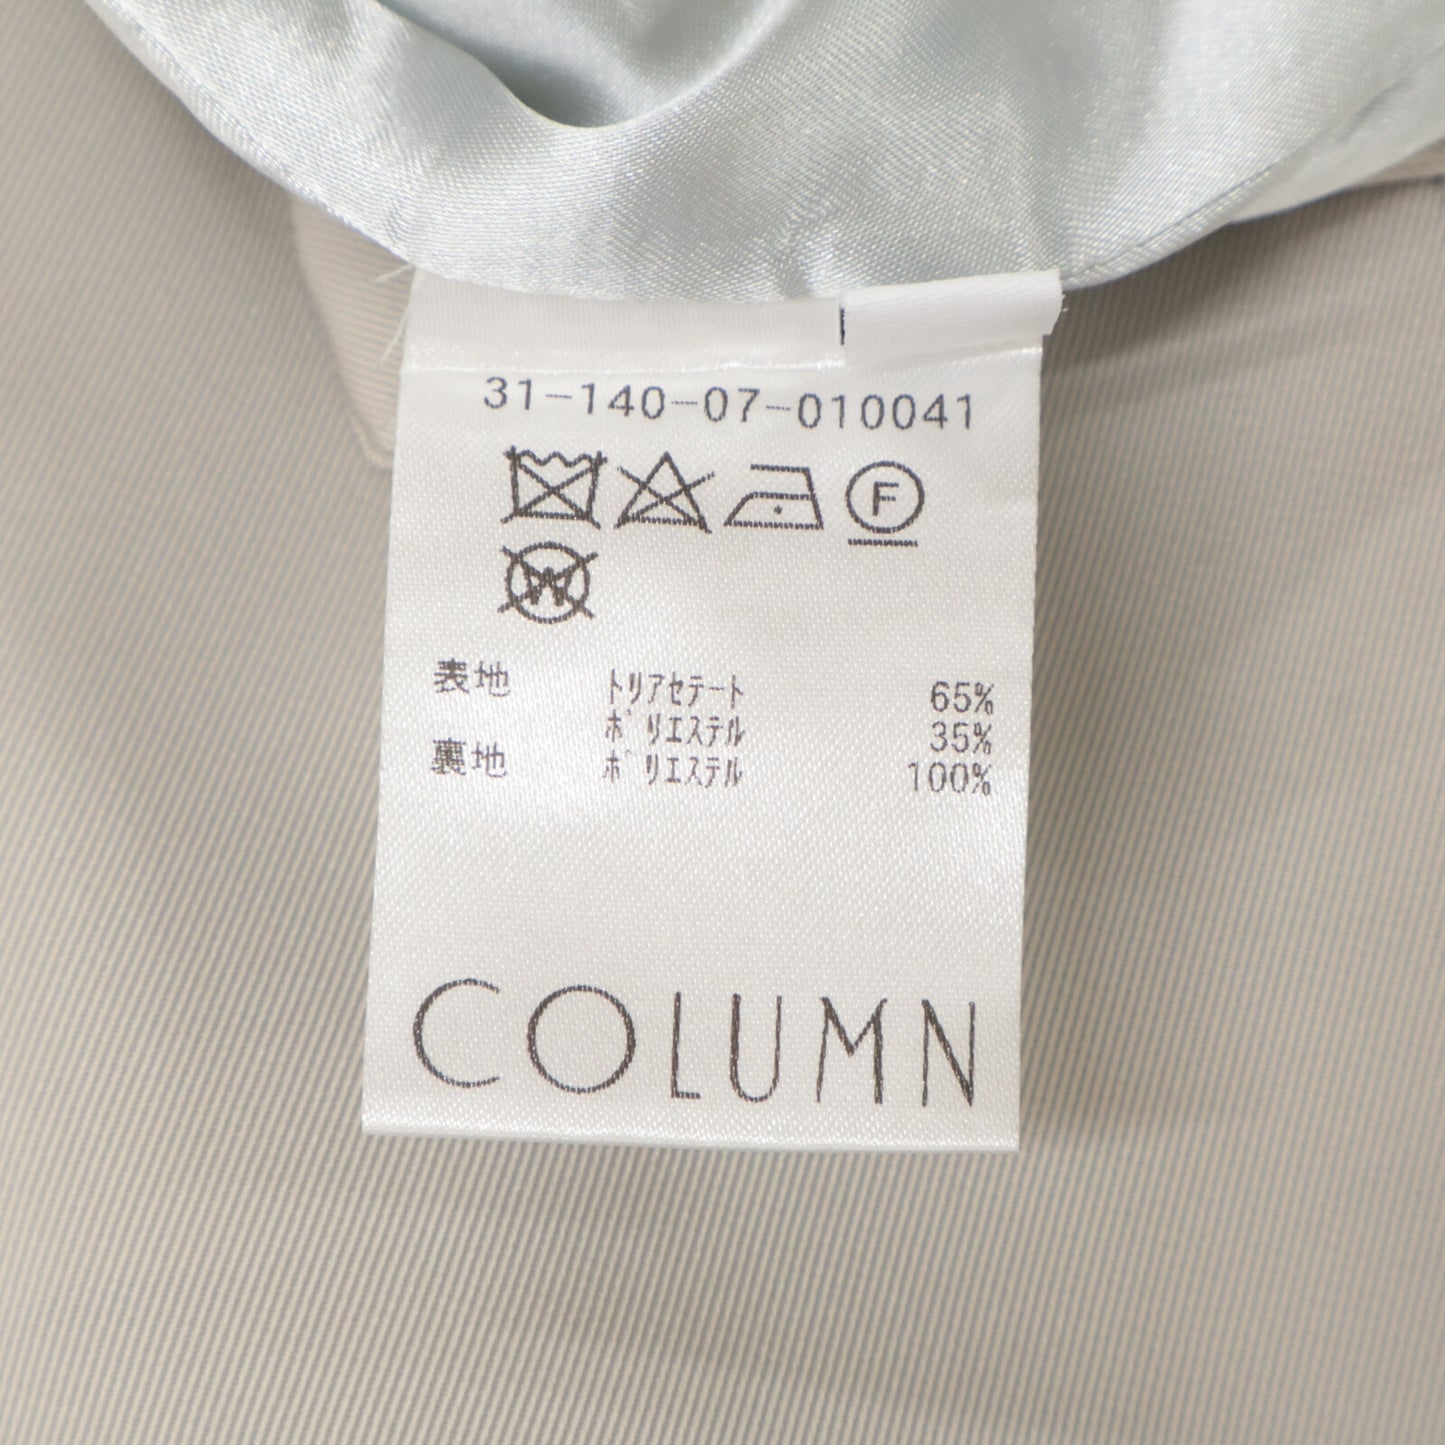 31-140-07-010041
F
W
表地 ﾄﾘｱｾﾃｰﾄ 65%
ﾎﾟﾘｴｽﾃﾙ 35%
裏地 ﾎﾟﾘｴｽﾃﾙ 100%
COLUMN